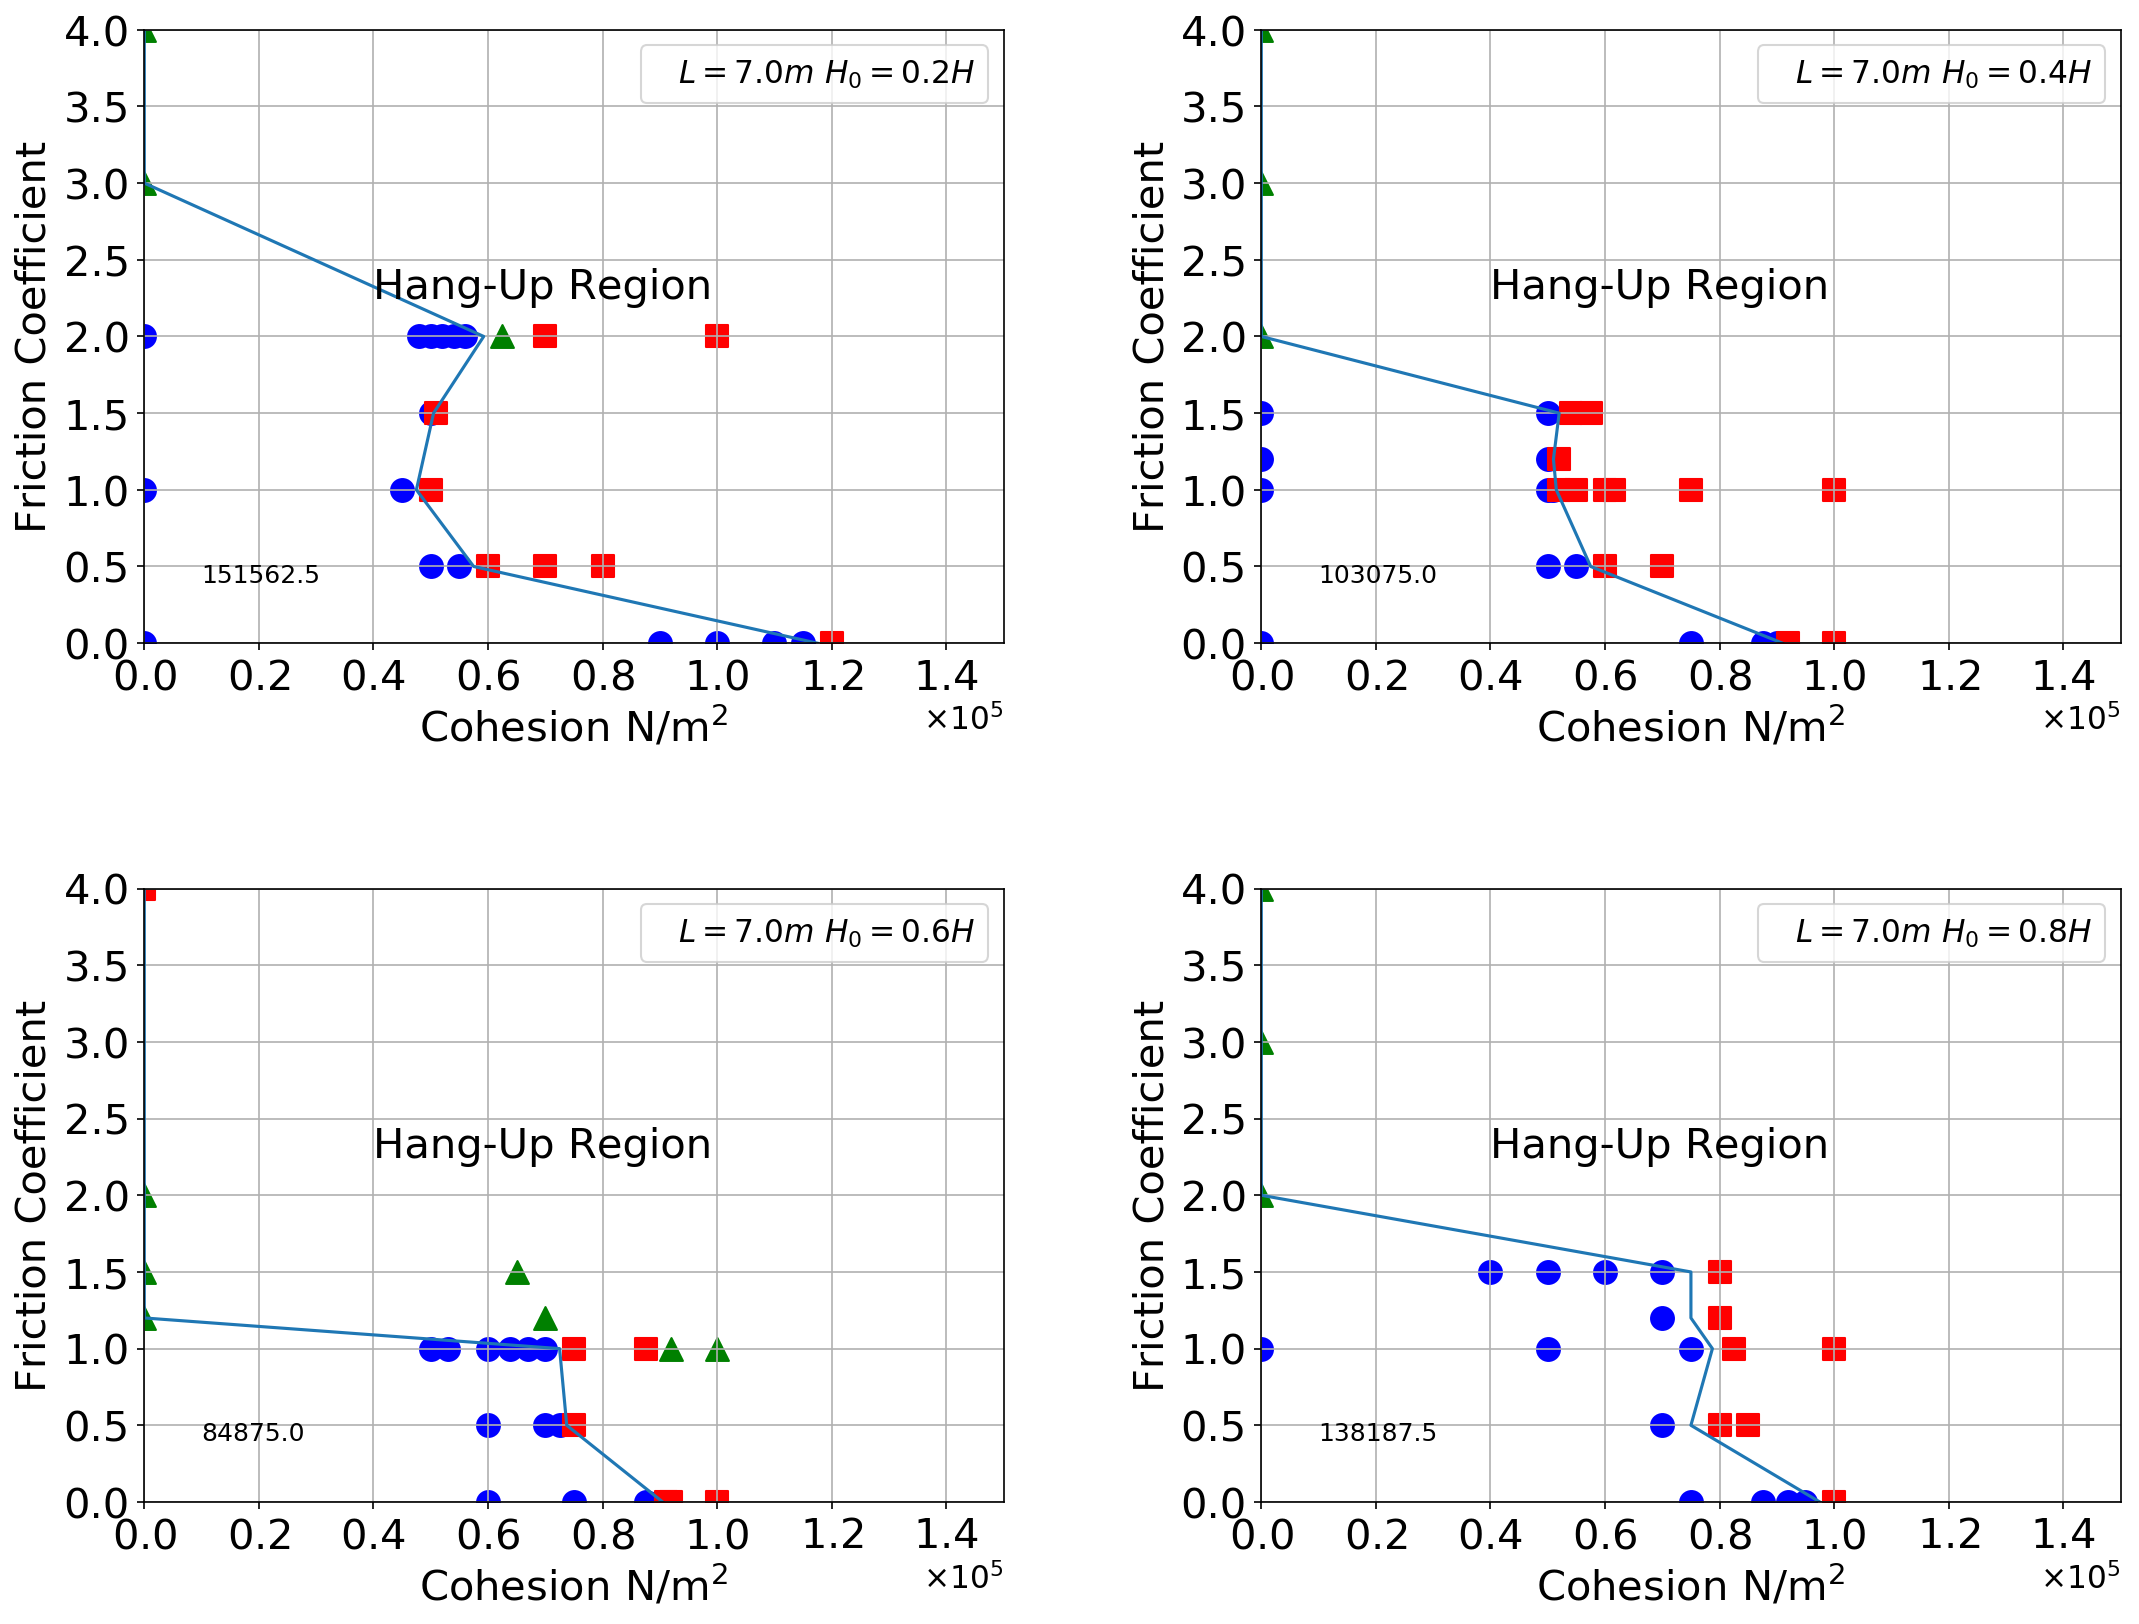 4.0
3.5
3.0
2.5
2.0
1.5
1.0
0.5
0.0
Friction Coefficient
L = 7.0m H₀ = 0.2H
Hang-Up Region
151562.5
0.0 0.2 0.4 0.6 0.8 1.0 1.2 1.4
×10⁵
Cohesion N/m²
4.0
3.5
3.0
2.5
2.0
1.5
1.0
0.5
0.0
Friction Coefficient
L = 7.0m H₀ = 0.4H
Hang-Up Region
103075.0
0.0 0.2 0.4 0.6 0.8 1.0 1.2 1.4
×10⁵
Cohesion N/m²
4.0
3.5
3.0
2.5
2.0
1.5
1.0
0.5
0.0
Friction Coefficient
L = 7.0m H₀ = 0.6H
Hang-Up Region
84875.0
0.0 0.2 0.4 0.6 0.8 1.0 1.2 1.4
×10⁵
Cohesion N/m²
4.0
3.5
3.0
2.5
2.0
1.5
1.0
0.5
0.0
Friction Coefficient
L = 7.0m H₀ = 0.8H
Hang-Up Region
138187.5
0.0 0.2 0.4 0.6 0.8 1.0 1.2 1.4
×10⁵
Cohesion N/m²